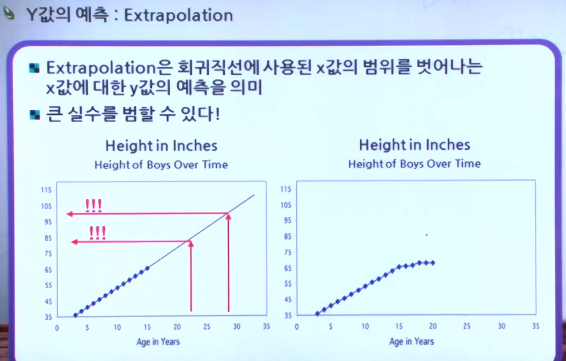 Y값의 예측 : Extrapolation
Extrapolation은 회귀직선에 사용된 x값의 범위를 벗어나는
x값에 대한 y값의 예측을 의미
큰 실수를 범할 수 있다!
Height in Inches
Height of Boys Over Time
115
105
95
85
75
65
55
45
35
!!!
!!!
0 5 10 15 20 25 30 35
Age in Years
Height in Inches
Height of Boys Over Time
115
105
95
85
75
65
55
45
35
0 5 10 15 20 25 30 35
Age in Years